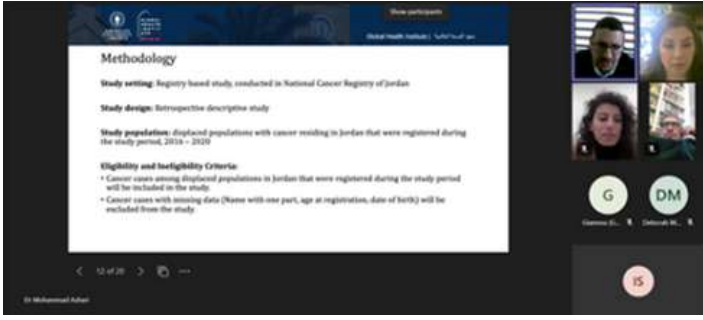 Show participants
Global Health Institute |
Methodology
Study setting: Registry based study, conducted in National Cancer Registry of Jordan
Study design: Retrospective descriptive study
Study population: displaced populations with cancer residing in Jordan that were registered during
the study period, 2016 – 2020
Eligibility and Ineligibility Criteria:
• Cancer cases among displaced populations in Jordan that were registered during the study period
will be included in the study.
• Cancer cases with missing data (Name with one part, age at registration, date of birth) will be
excluded from the study.
G
DM
Deborah M...
12 of 20
IS
Dr Mohammad Asfari